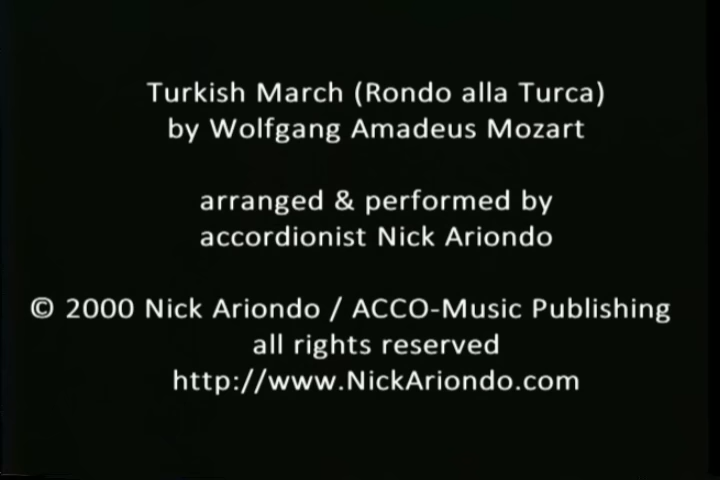 Turkish March (Rondo alla Turca)
by Wolfgang Amadeus Mozart
arranged & performed by
accordionist Nick Ariondo
© 2000 Nick Ariondo / ACCO-Music Publishing
all rights reserved
http://www.NickAriondo.com